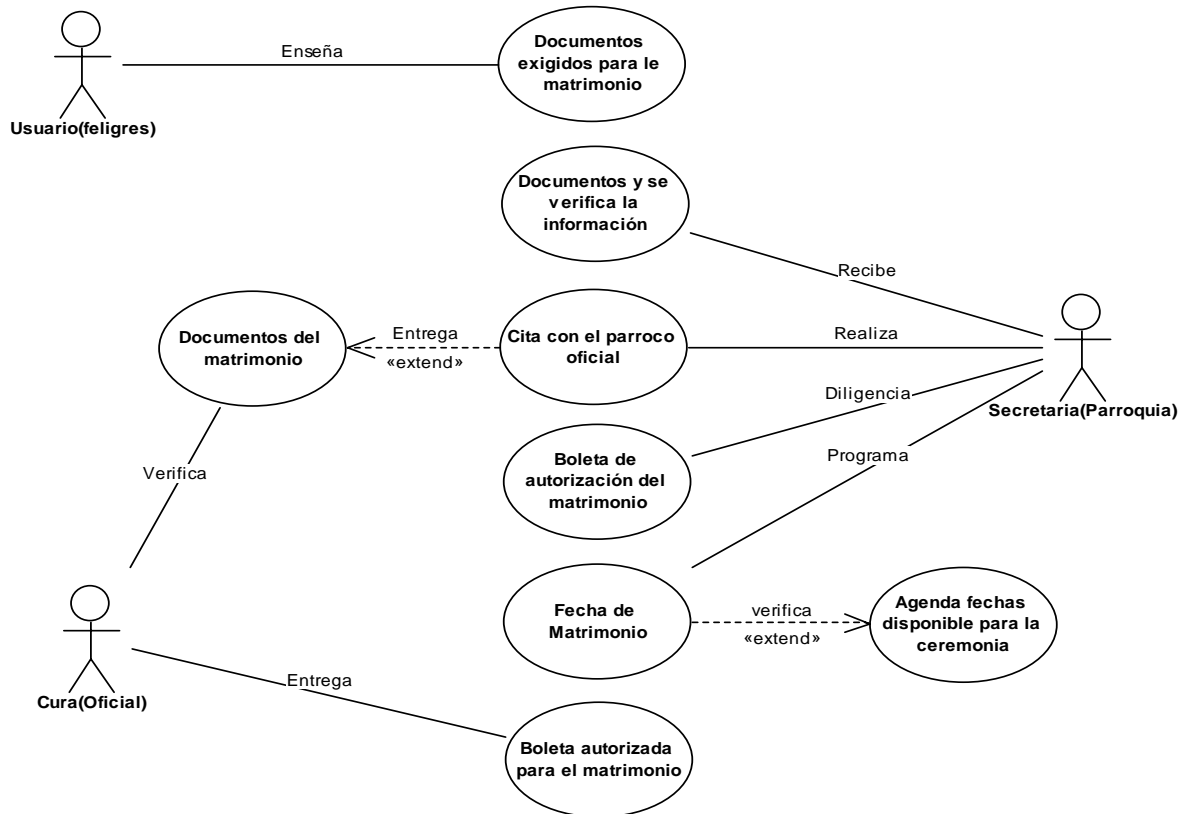 Documentos
exigidos para le
matrimonio
Enseña
Usuario(feligres)
Documentos y se
verifica la
información
Recibe
Documentos del
matrimonio
Entrega
«extend»
Cita con el parroco
oficial
Realiza
Secretaria(Parroquia)
Diligencia
Boleta de
autorización del
matrimonio
Programa
Verifica
Fecha de
Matrimonio
verifica
«extend»
Agenda fechas
disponible para la
ceremonia
Cura(Oficial)
Entrega
Boleta autorizada
para el matrimonio